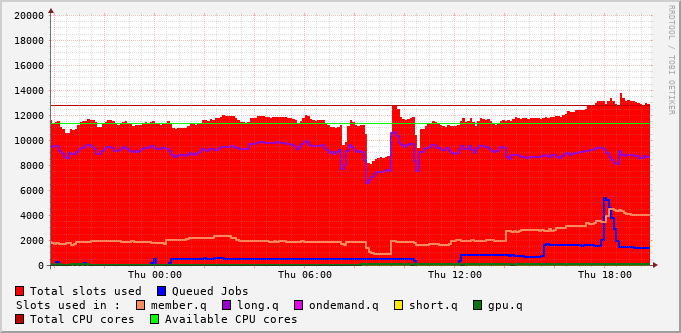 20000
18000
16000
14000
12000
10000
8000
6000
4000
2000
0
Thu 00:00 Thu 06:00 Thu 12:00 Thu 18:00
RRDTOOL / TOBI OETIKER
Total slots used Queued Jobs
Slots used in : member.q long.q ondemand.q short.q gpu.q
Total CPU cores Available CPU cores